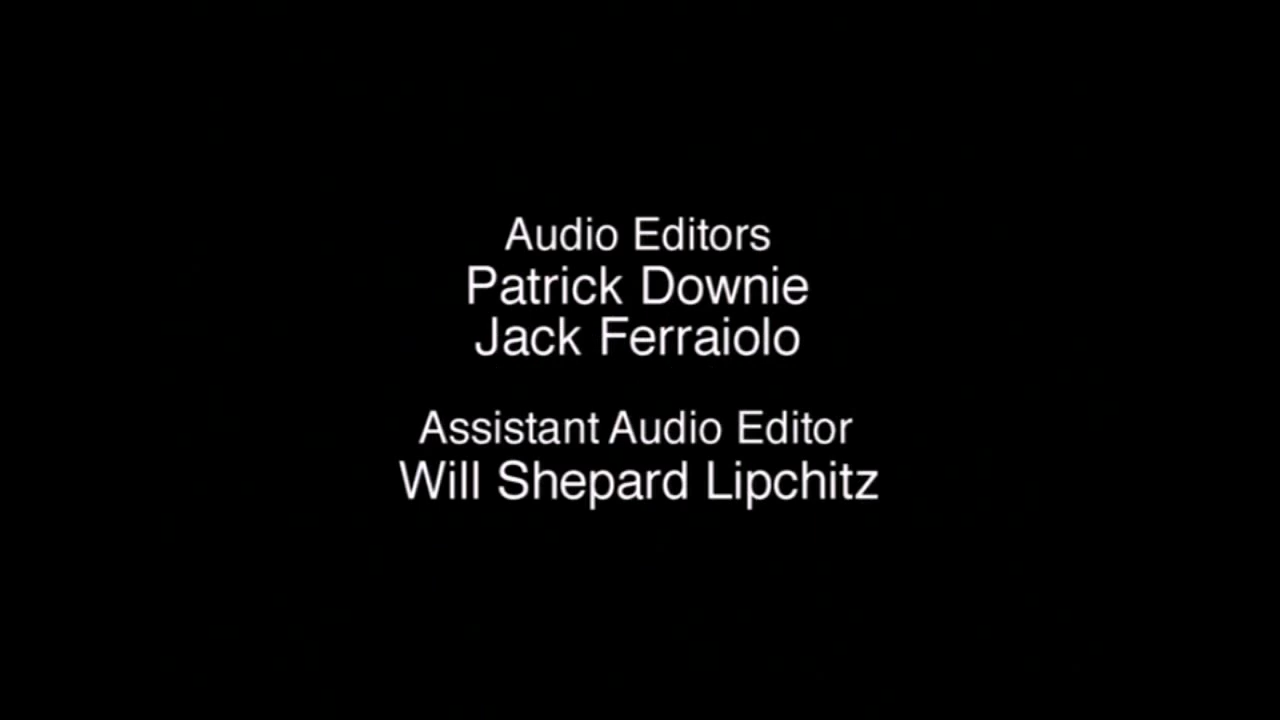 Audio Editors
Patrick Downie
Jack Ferraiolo
Assistant Audio Editor
Will Shepard Lipchitz